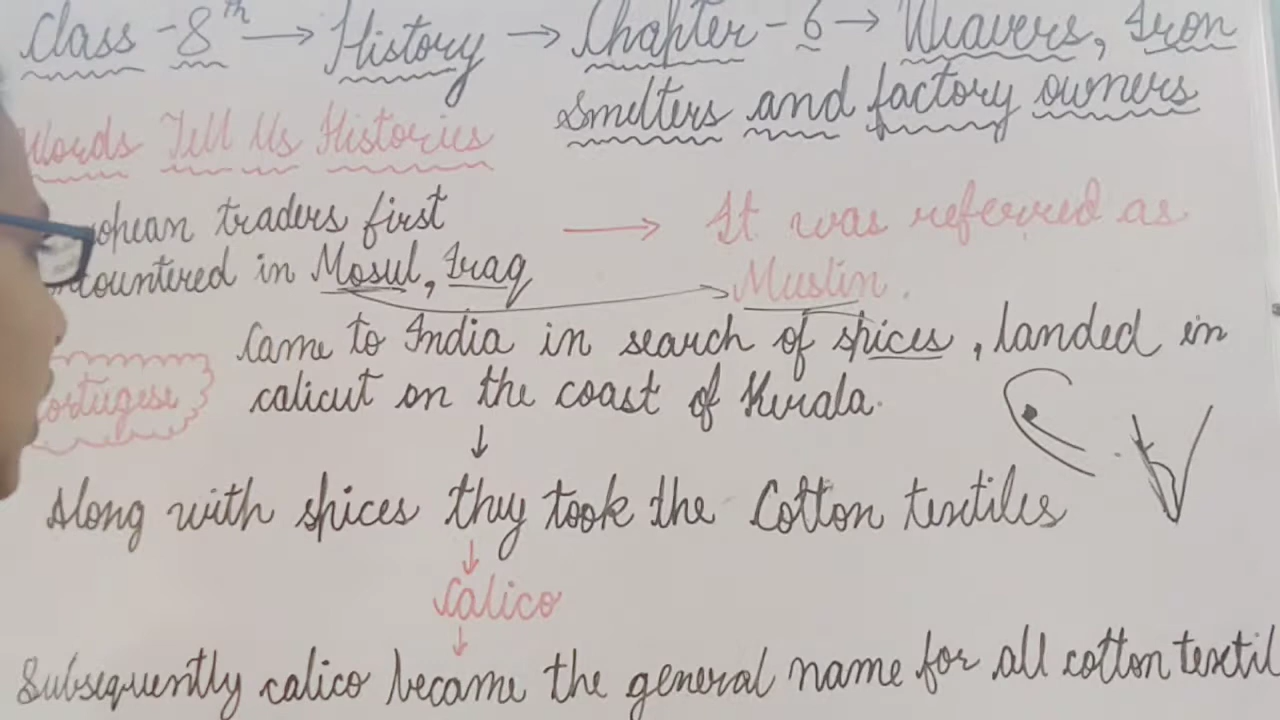 Class - 8th → History → Chapter - 6 → Weavers, Iron
Smelters and factory owners
Words Tell Us Histories
first
traders
in Mosul, Iraq
→ It was referred as
Muslin.
Came to India in search of spices, landed in
calicut on the coast of Kerala.
↓
Along with spices they took the Cotton textiles
↓
Calico
↓
Subsequently calico became the general name for all cotton textil